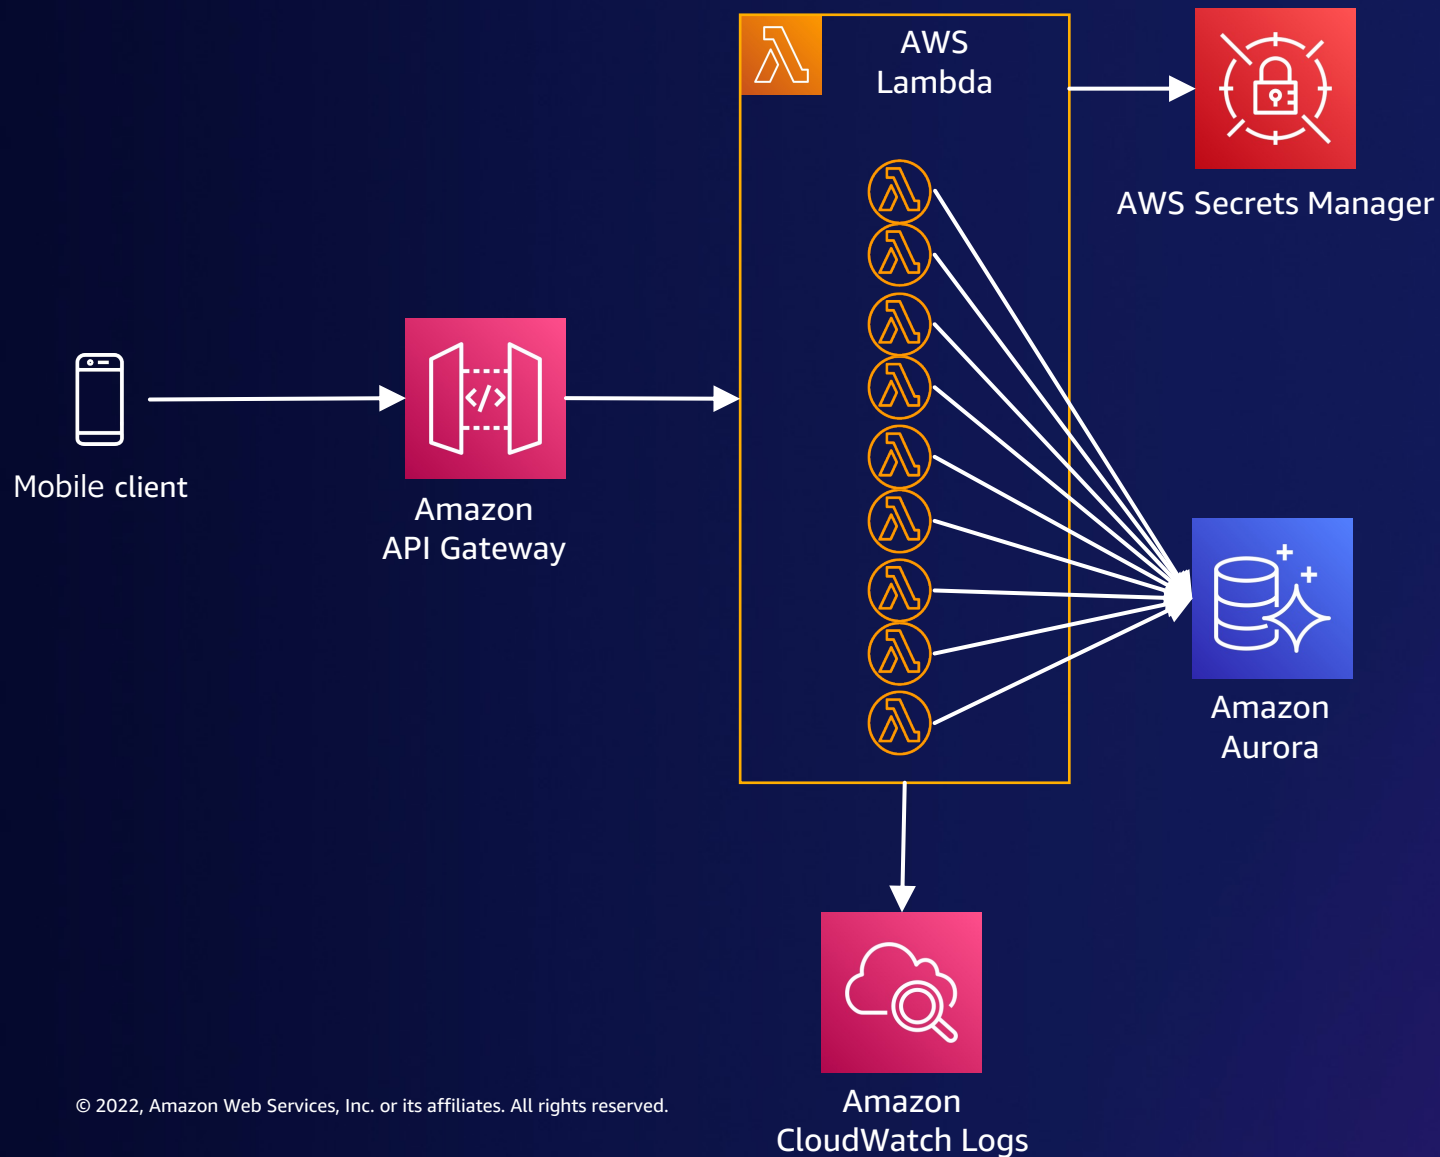 AWS
Lambda
AWS Secrets Manager
Mobile client
</>
Amazon
API Gateway
Amazon
Aurora
Amazon
CloudWatch Logs
© 2022, Amazon Web Services, Inc. or its affiliates. All rights reserved.